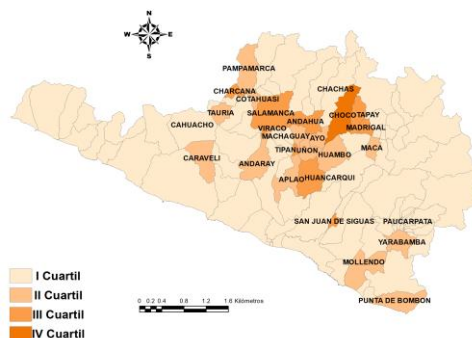 N
W E
S
PAMPAMARCA
CHARCANA
COTAHUASI
CHACHAS
TAURIA
SALAMANCA
ANDAHUA
CHOCO
TAPAY
CAHUACHO
VIRACO
MACHAGUAY
AYO
MADRIGAL
CARAVELI
ANDARAY
TIPAN
UÑON
HUAMBO
MACA
APLAO
HUANCARQUI
SAN JUAN DE SIGUAS
PAUCARPATA
YARABAMBA
MOLLENDO
PUNTA DE BOMBON
I Cuartil
II Cuartil
III Cuartil
IV Cuartil
0 0.2 0.4 0.8 1.2 1.6 Kilómetros